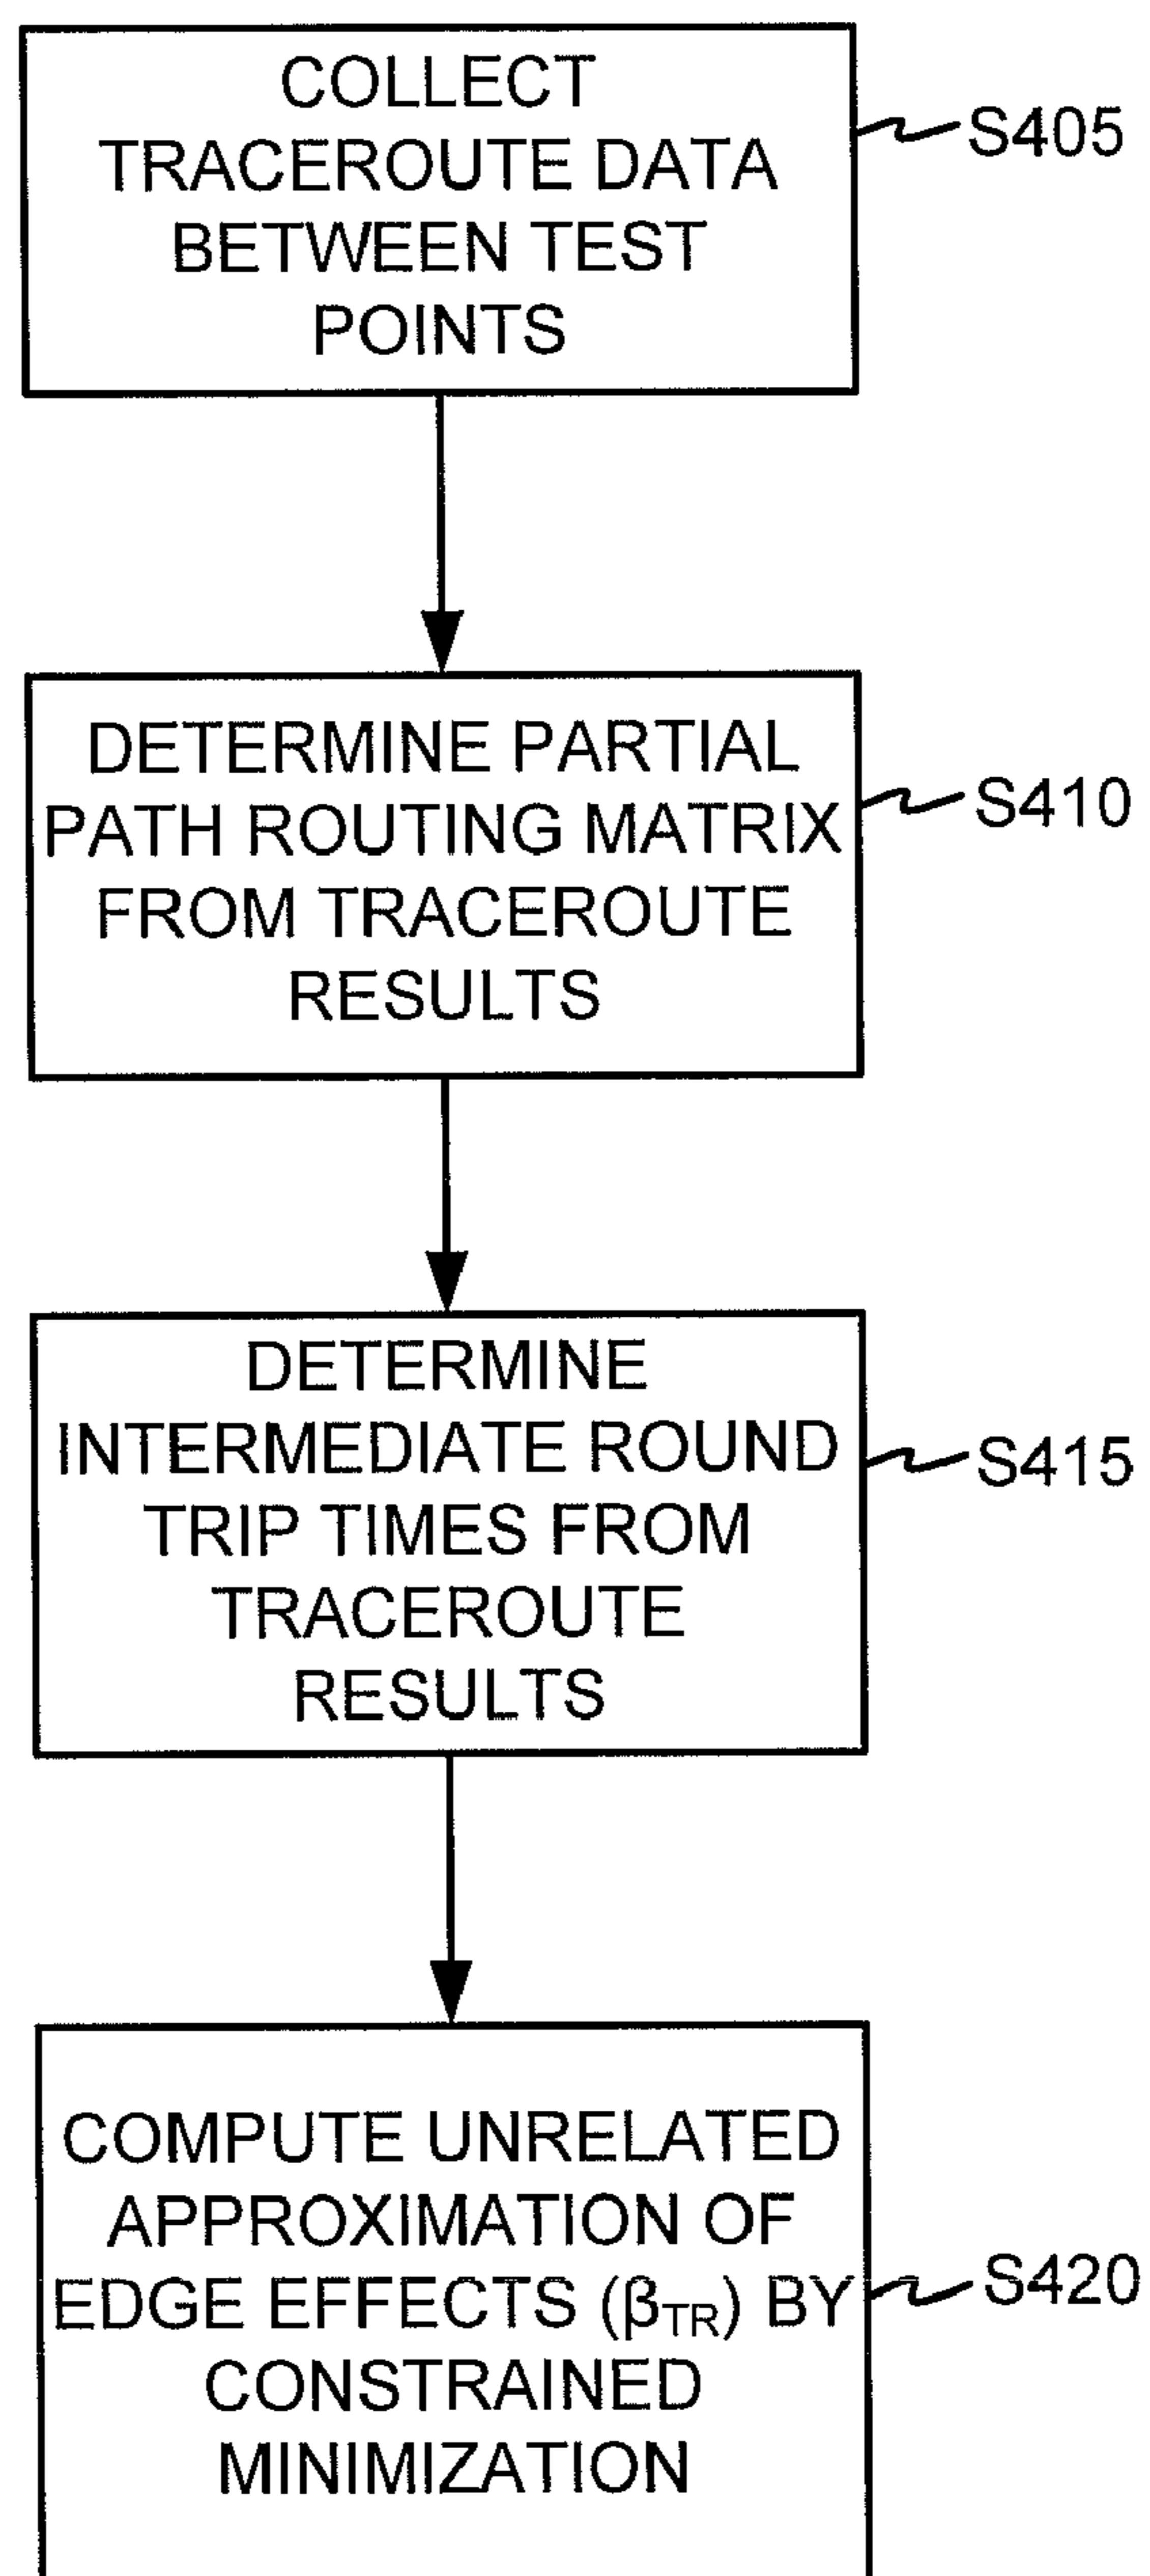 COLLECT
TRACEROUTE DATA
BETWEEN TEST
POINTS
S405
DETERMINE PARTIAL
PATH ROUTING MATRIX
FROM TRACEROUTE
RESULTS
S410
DETERMINE
INTERMEDIATE ROUND
TRIP TIMES FROM
TRACEROUTE
RESULTS
S415
COMPUTE UNRELATED
APPROXIMATION OF
EDGE EFFECTS (βTR) BY
CONSTRAINED
MINIMIZATION
S420